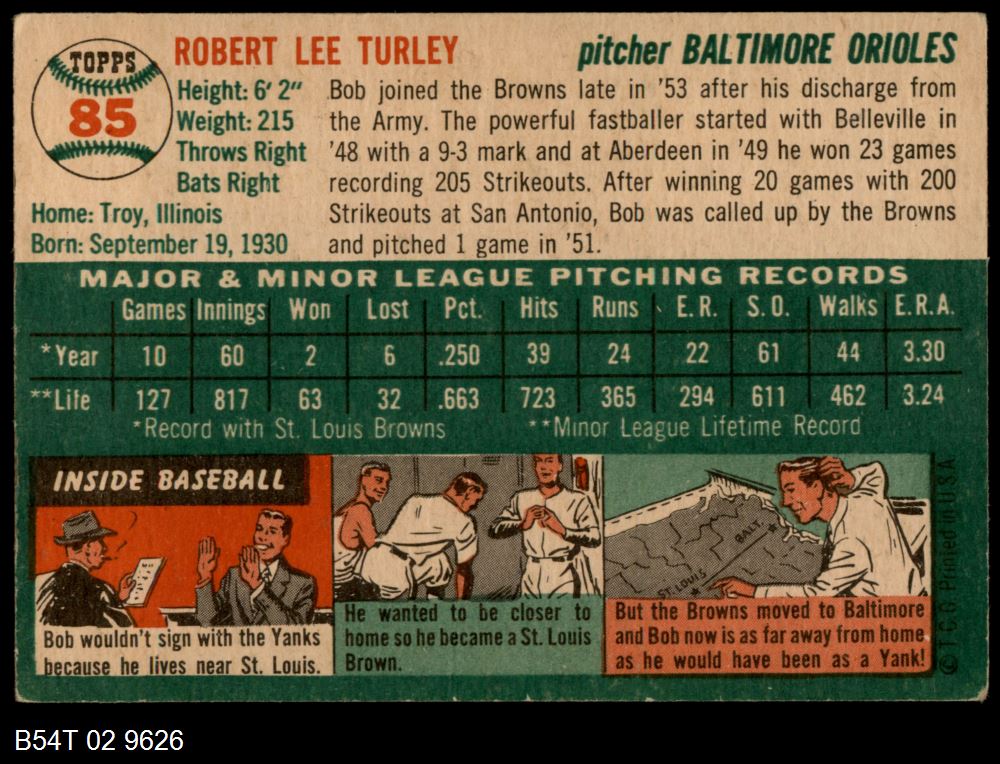 TOPPS
85
ROBERT LEE TURLEY
pitcher BALTIMORE ORIOLES
Height: 6' 2"
Weight: 215
Throws Right
Bats Right
Home: Troy, Illinois
Born: September 19, 1930
Bob joined the Browns late in '53 after his discharge from
the Army. The powerful fastballer started with Belleville in
'48 with a 9-3 mark and at Aberdeen in '49 he won 23 games
recording 205 Strikeouts. After winning 20 games with 200
Strikeouts at San Antonio, Bob was called up by the Browns
and pitched 1 game in '51.
MAJOR & MINOR LEAGUE PITCHING RECORDS
Games Innings Won Lost Pct. Hits Runs E.R. S.O. Walks E.R.A.
*Year 10 60 2 6 .250 39 24 22 61 44 3.30
**Life 127 817 63 32 .663 723 365 294 611 462 3.24
*Record with St. Louis Browns **Minor League Lifetime Record
INSIDE BASEBALL
Bob wouldn't sign with the Yanks
because he lives near St. Louis.
He wanted to be closer to
home so he became a St. Louis
Brown.
BALT.
ST. LOUIS
But the Browns moved to Baltimore
and Bob now is as far away from home
as he would have been as a Yank!
© T.C.G. Printed in U.S.A.
B54T 02 9626